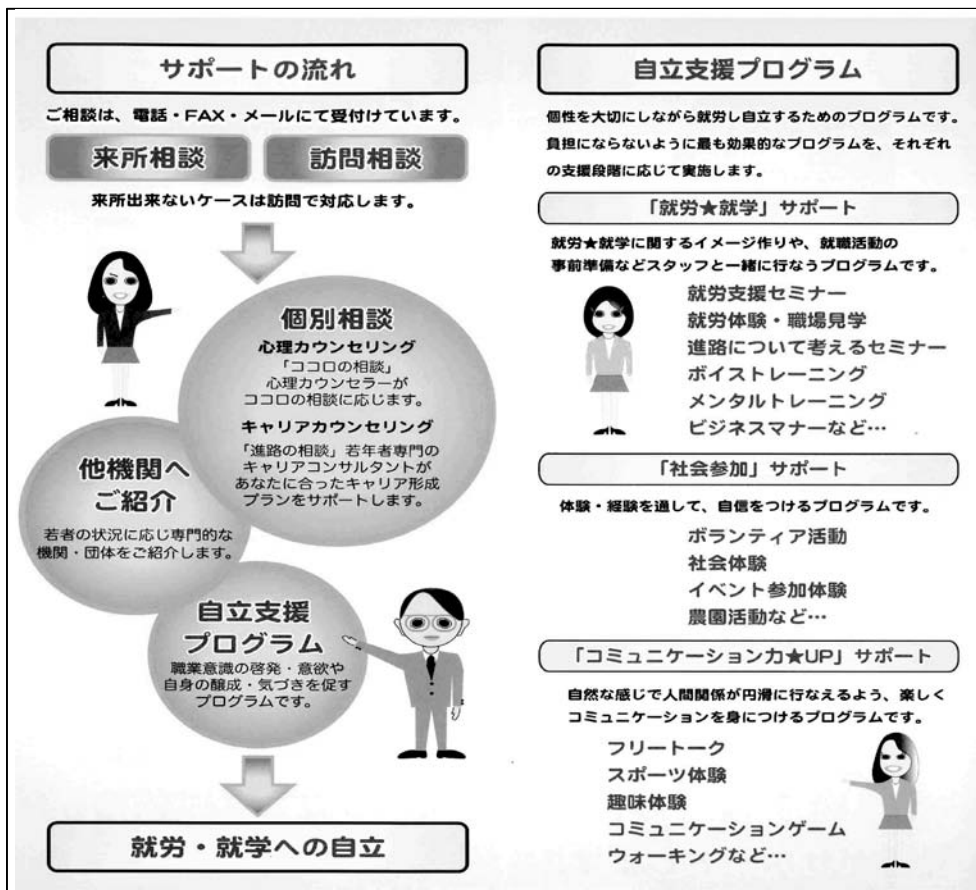 サポートの流れ
ご相談は、電話・FAX・メールにて受付けています。
来所相談
訪問相談
来所出来ないケースは訪問で対応します。
個別相談
心理カウンセリング
「ココロの相談」
心理カウンセラーが
ココロの相談に応じます。
キャリアカウンセリング
「進路の相談」若年者専門の
キャリアコンサルタントが
あなたに合ったキャリア形成
プランをサポートします。
他機関へ
ご紹介
若者の状況に応じ専門的な
機関・団体をご紹介します。
自立支援
プログラム
職業意識の啓発・意欲や
自身の醸成・気づきを促す
プログラムです。
就労・就学への自立
自立支援プログラム
個性を大切にしながら就労し自立するためのプログラムです。
負担にならないように最も効果的なプログラムを、それぞれ
の支援段階に応じて実施します。
「就労★就学」サポート
就労★就学に関するイメージ作りや、就職活動の
事前準備などスタッフと一緒に行なうプログラムです。
就労支援セミナー
就労体験・職場見学
進路について考えるセミナー
ボイストレーニング
メンタルトレーニング
ビジネスマナーなど…
「社会参加」サポート
体験・経験を通して、自信をつけるプログラムです。
ボランティア活動
社会体験
イベント参加体験
農園活動など…
「コミュニケーション力★UP」サポート
自然な感じで人間関係が円滑に行なえるよう、楽しく
コミュニケーションを身につけるプログラムです。
フリートーク
スポーツ体験
趣味体験
コミュニケーションゲーム
ウォーキングなど…